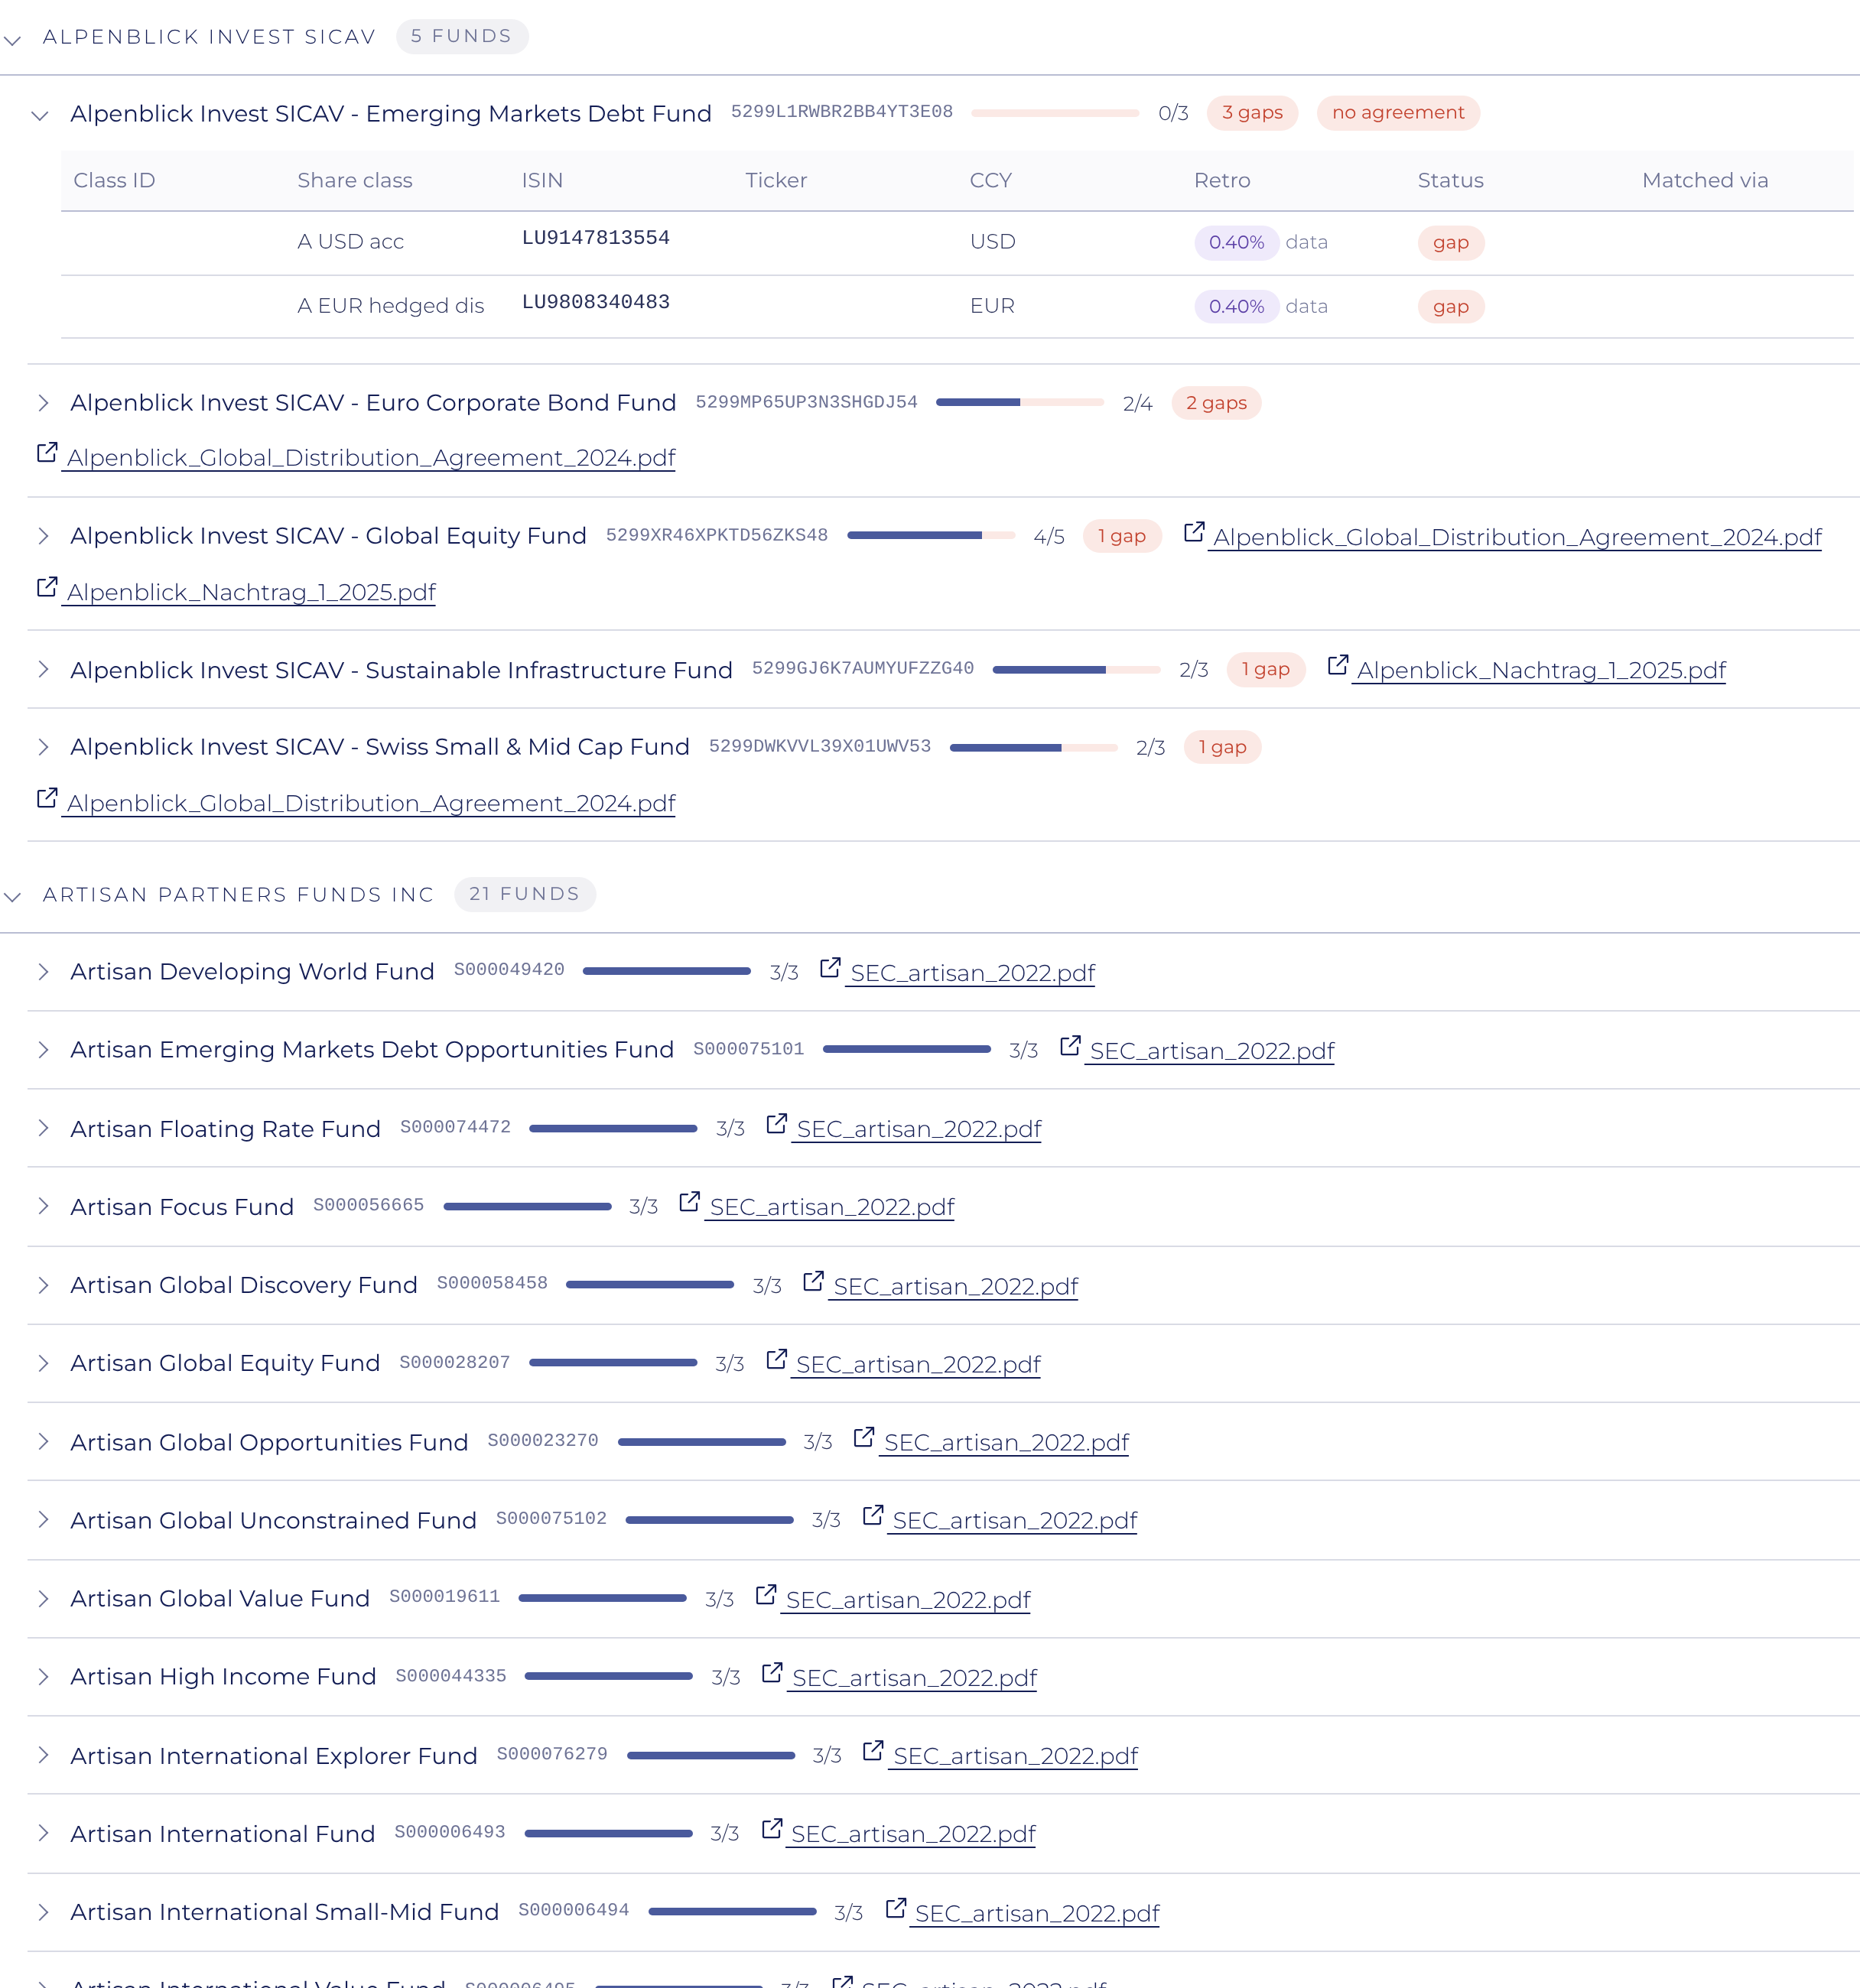 ALPENBLICK INVEST SICAV 5 FUNDS
Alpenblick Invest SICAV - Emerging Markets Debt Fund 5299L1RWBR2BB4YT3E08 0/3 3 gaps no agreement
Class ID Share class ISIN Ticker CCY Retro Status Matched via
A USD acc LU9147813554 USD 0.40% data gap
A EUR hedged dis LU9808340483 EUR 0.40% data gap
Alpenblick Invest SICAV - Euro Corporate Bond Fund 5299MP65UP3N3SHGDJ54 2/4 2 gaps
Alpenblick_Global_Distribution_Agreement_2024.pdf
Alpenblick Invest SICAV - Global Equity Fund 5299XR46XPKTD56ZKS48 4/5 1 gap Alpenblick_Global_Distribution_Agreement_2024.pdf
Alpenblick_Nachtrag_1_2025.pdf
Alpenblick Invest SICAV - Sustainable Infrastructure Fund 5299GJ6K7AUMYUFZZG40 2/3 1 gap Alpenblick_Nachtrag_1_2025.pdf
Alpenblick Invest SICAV - Swiss Small & Mid Cap Fund 5299DWKVVL39X01UWV53 2/3 1 gap
Alpenblick_Global_Distribution_Agreement_2024.pdf
ARTISAN PARTNERS FUNDS INC 21 FUNDS
Artisan Developing World Fund S000049420 3/3 SEC_artisan_2022.pdf
Artisan Emerging Markets Debt Opportunities Fund S000075101 3/3 SEC_artisan_2022.pdf
Artisan Floating Rate Fund S000074472 3/3 SEC_artisan_2022.pdf
Artisan Focus Fund S000056665 3/3 SEC_artisan_2022.pdf
Artisan Global Discovery Fund S000058458 3/3 SEC_artisan_2022.pdf
Artisan Global Equity Fund S000028207 3/3 SEC_artisan_2022.pdf
Artisan Global Opportunities Fund S000023270 3/3 SEC_artisan_2022.pdf
Artisan Global Unconstrained Fund S000075102 3/3 SEC_artisan_2022.pdf
Artisan Global Value Fund S000019611 3/3 SEC_artisan_2022.pdf
Artisan High Income Fund S000044335 3/3 SEC_artisan_2022.pdf
Artisan International Explorer Fund S000076279 3/3 SEC_artisan_2022.pdf
Artisan International Fund S000006493 3/3 SEC_artisan_2022.pdf
Artisan International Small-Mid Fund S000006494 3/3 SEC_artisan_2022.pdf
Artisan International Value Fund S000006495 3/3 SEC_artisan_2022.pdf